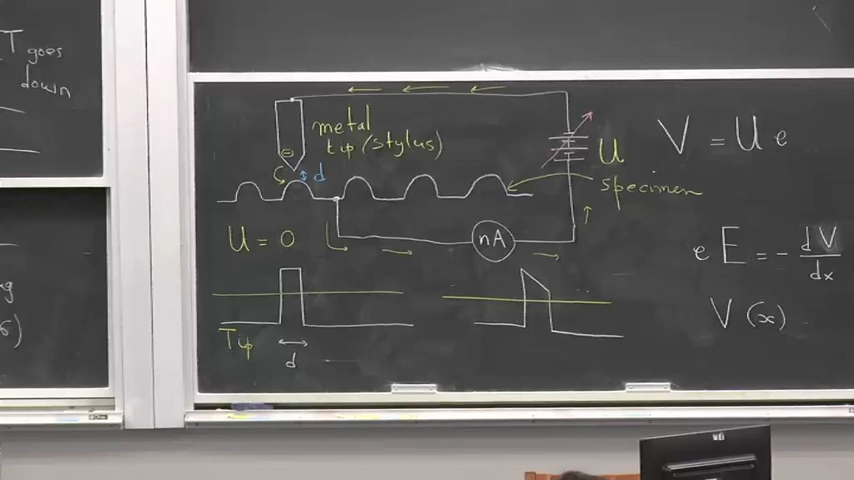 T goes
down
metal
tip (stylus)
⊖
d
U
specimen
V = U e
U = 0
nA
e E = - dV/dx
V (x)
Tip
d